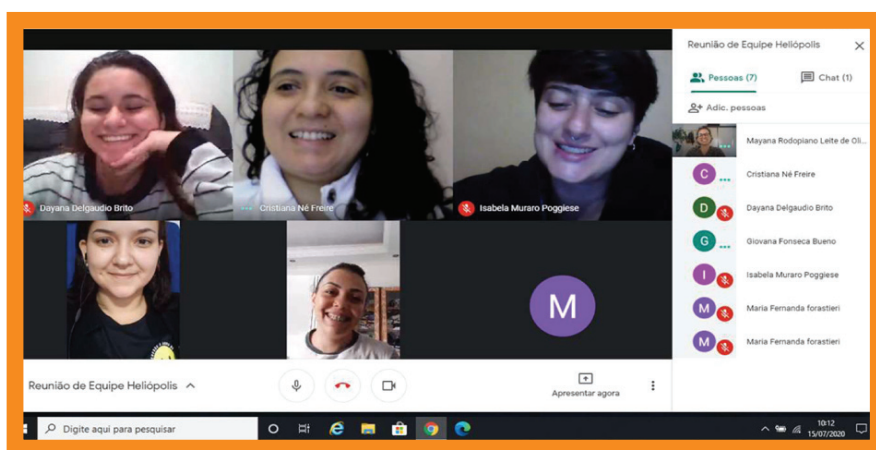 Reunião de Equipe Heliópolis
Pessoas (7)
Chat (1)
Adic. pessoas
Mayana Rodopiano Leite de Oli...
C
Cristiana Né Freire
D
Dayana Delgaudio Brito
G
Giovana Fonseca Bueno
I
Isabela Muraro Poggiese
M
Maria Fernanda forastieri
M
Maria Fernanda forastieri
Dayana Delgaudio Brito
Cristiana Né Freire
Isabela Muraro Poggiese
M
Reunião de Equipe Heliópolis
Apresentar agora
Digite aqui para pesquisar
10:12
15/07/2020